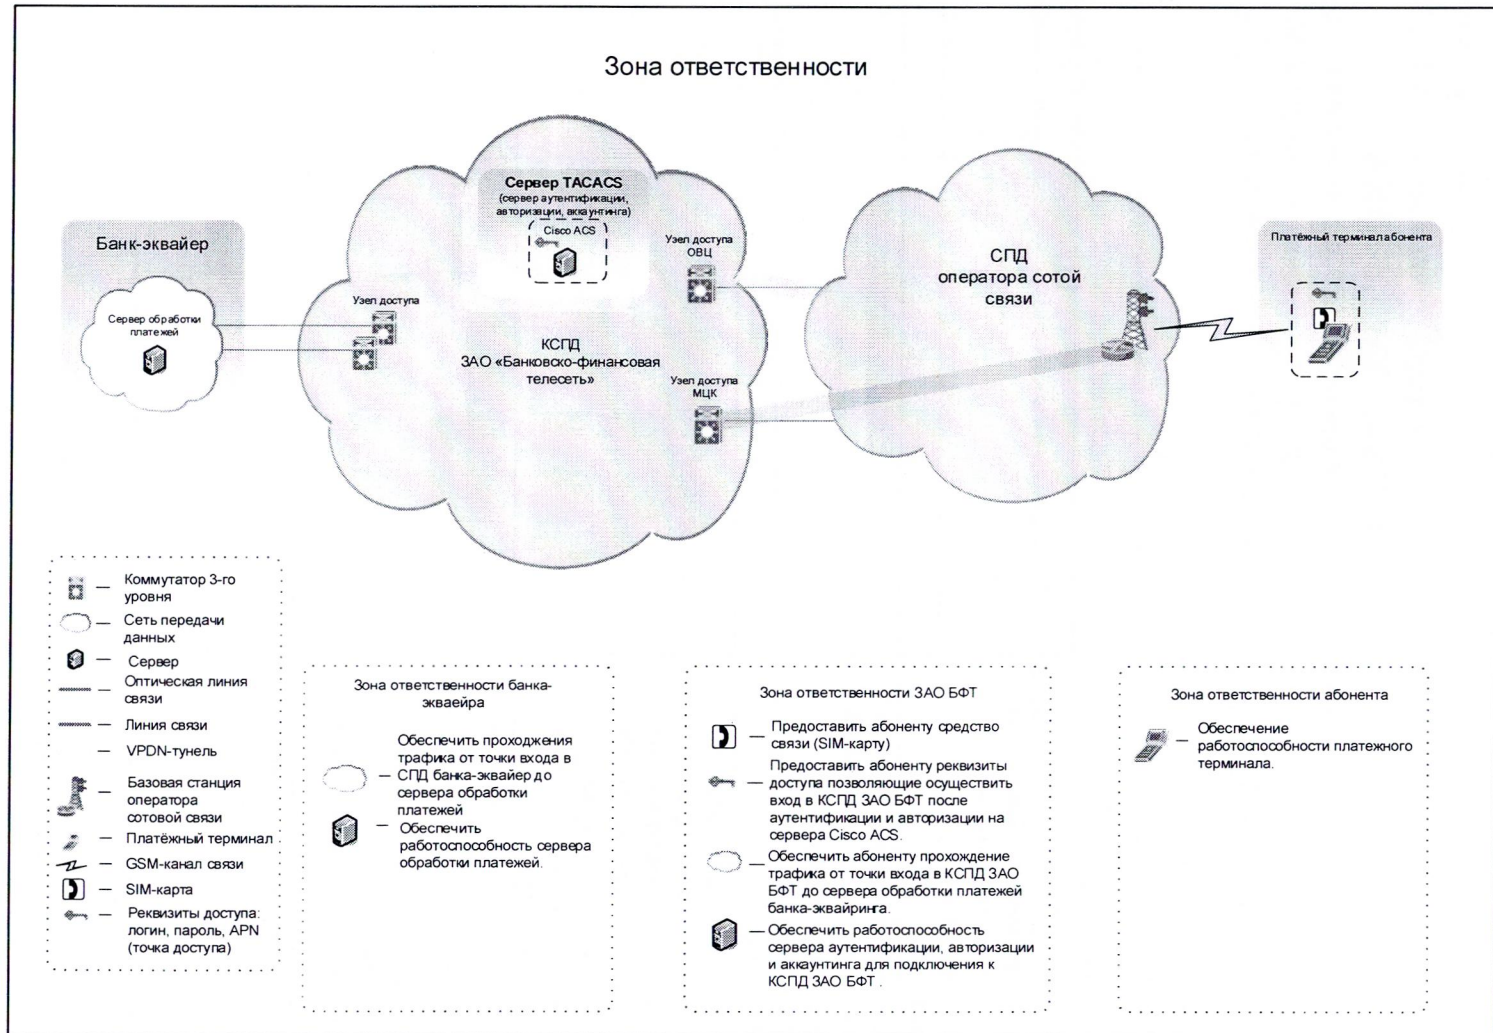 Зона ответственности
Банк-эквайер
Сервер обработки
платежей
Узел доступа
Сервер TACACS
(сервер аутентификации,
авторизации, аккаунтинга)
Cisco ACS
КСПД
ЗАО «Банковско-финансовая
телесеть»
Узел доступа
ОВЦ
Узел доступа
МЦК
СПД
оператора сотой
связи
Платёжный терминал абонента
Коммутатор 3-го
уровня
Сеть передачи
данных
Сервер
Оптическая линия
связи
Линия связи
VPDN-тунель
Базовая станция
оператора
сотовой связи
Платёжный терминал
GSM-канал связи
SIM-карта
Реквизиты доступа:
логин, пароль, APN
(точка доступа)
Зона ответственности банка-
экваейра
Обеспечить прохождения
трафика от точки входа в
СПД банка-эквайер до
сервера обработки
платежей
Обеспечить
работоспособность сервера
обработки платежей.
Зона ответственности ЗАО БФТ
Предоставить абоненту средство
связи (SIM-карту)
Предоставить абоненту реквизиты
доступа позволяющие осуществить
вход в КСПД ЗАО БФТ после
аутентификации и авторизации на
сервера Cisco ACS.
Обеспечить абоненту прохождение
трафика от точки входа в КСПД ЗАО
БФТ до сервера обработки платежей
банка-эквайринга.
Обеспечить работоспособность
сервера аутентификации, авторизации
и аккаунтинга для подключения к
КСПД ЗАО БФТ .
Зона ответственности абонента
Обеспечение
работоспособности платежного
терминала.